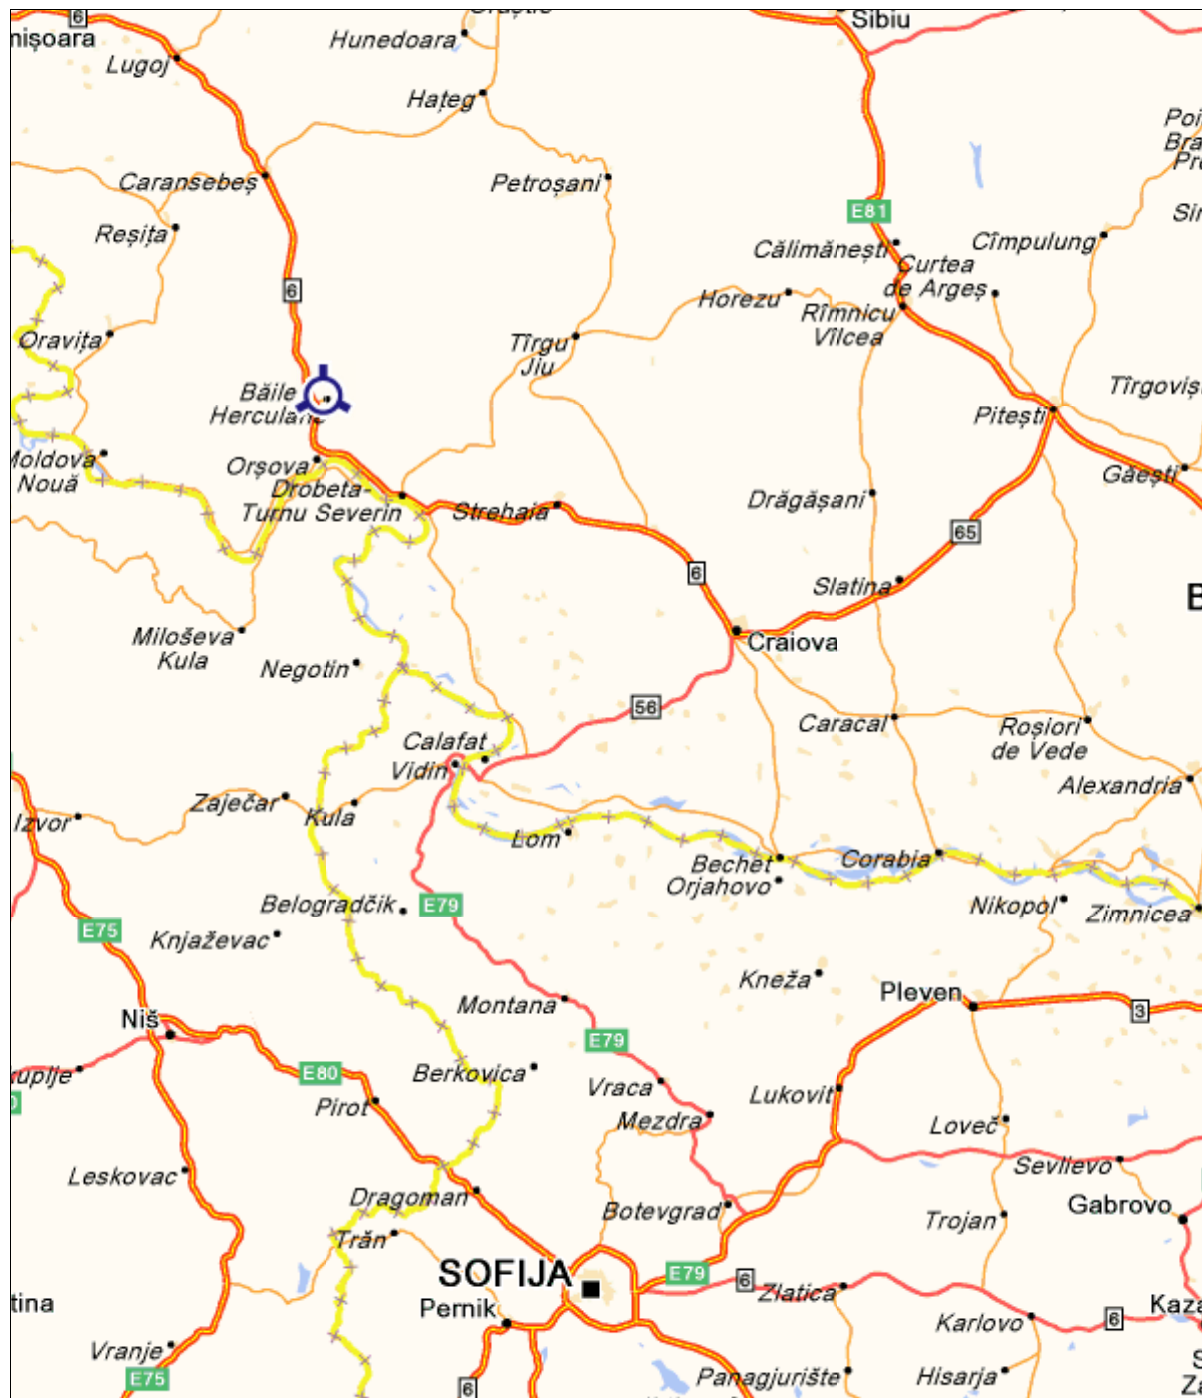 6
Sibiu
Hunedoara
Lugoj
Hațeg
Caransebeș
Petroșani
E81
Reșița
Călimănești
Cîmpulung
Curtea
de Argeș
6
Horezu
Rîmnicu
Vîlcea
Oravița
Tîrgu
Jiu
Băile
Pitești
Orșova
Nouă
Găești
Drobeta-
Turnu Severin
Strehaia
Drăgășani
65
6
Slatina
Miloševa
Kula
Craiova
Negotin
56
Caracal
Roșiori
de Vede
Calafat
Vidin
Alexandria
Zaječar
Kula
Izvor
Lom
Bechet
Corabia
Orjahovo
Belogradčik
E79
Nikopol
Zimnicea
E75
Knjaževac
Kneža
Pleven
Montana
3
Niš
E79
E80
Berkovica
Vraca
Lukovit
Pirot
Mezdra
Loveč
Leskovac
Sevlievo
Dragoman
Botevgrad
Gabrovo
Trojan
Trăn
SOFIJA
E79
6
Zlatica
Pernik
6
Karlovo
Vranje
E75
6
Panagjurište
Hisarja